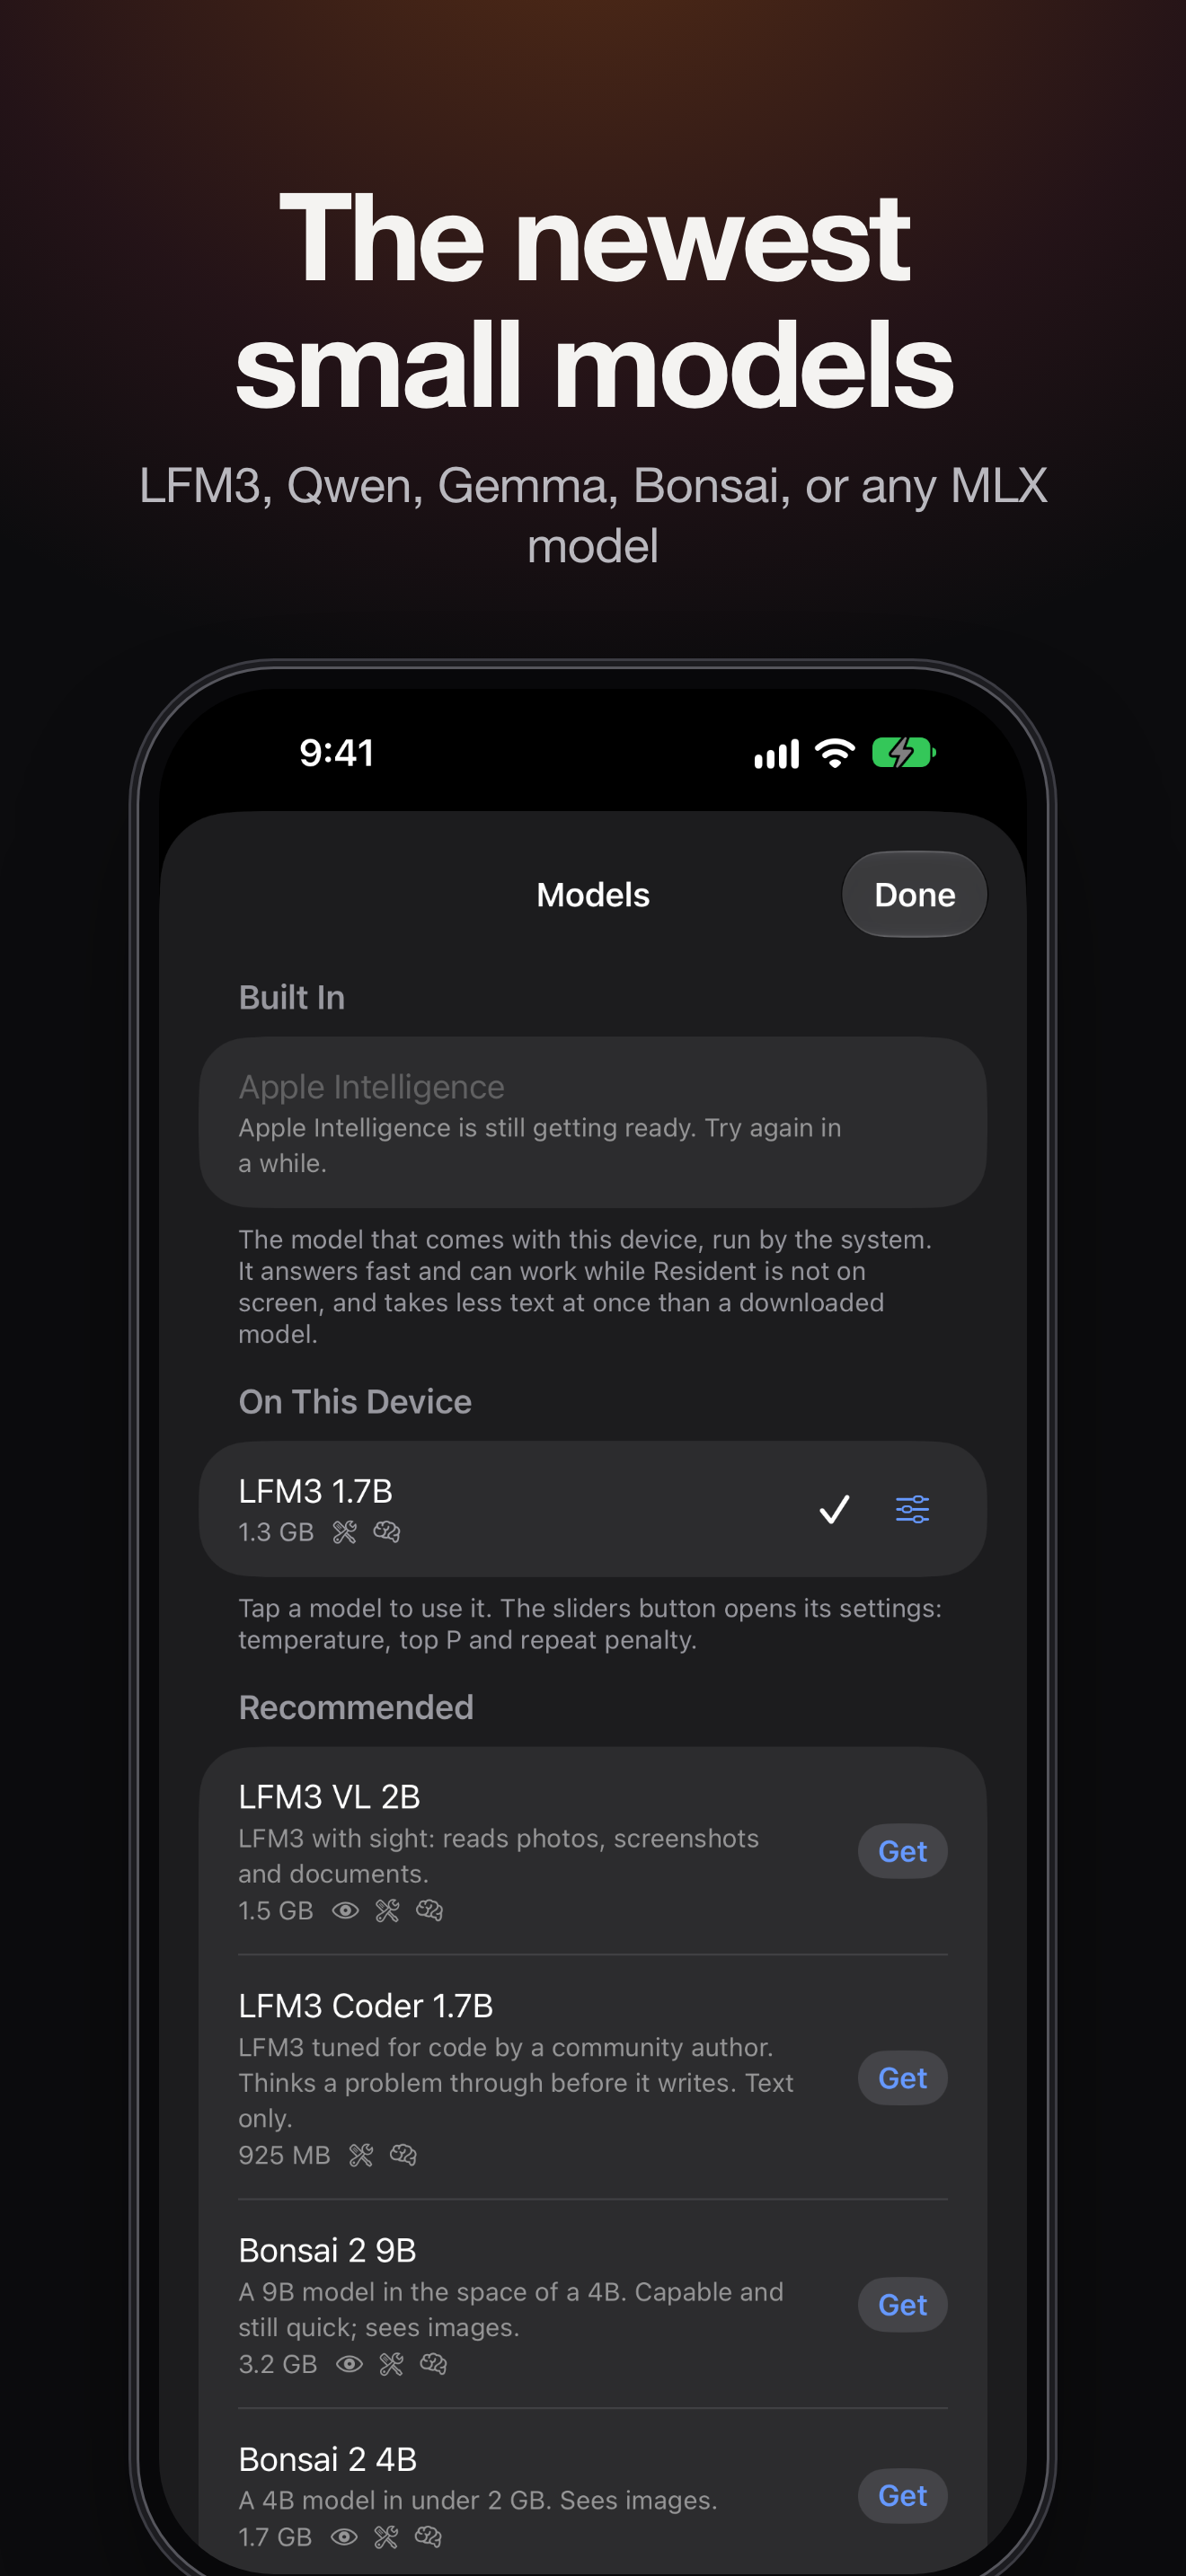 The newest
small models
LFM3, Qwen, Gemma, Bonsai, or any MLX
model
9:41
Models
Done
Built In
Apple Intelligence
Apple Intelligence is still getting ready. Try again in
a while.
The model that comes with this device, run by the system.
It answers fast and can work while Resident is not on
screen, and takes less text at once than a downloaded
model.
On This Device
LFM3 1.7B
1.3 GB
Tap a model to use it. The sliders button opens its settings:
temperature, top P and repeat penalty.
Recommended
LFM3 VL 2B
LFM3 with sight: reads photos, screenshots
and documents.
Get
1.5 GB
LFM3 Coder 1.7B
LFM3 tuned for code by a community author.
Thinks a problem through before it writes. Text
only.
Get
925 MB
Bonsai 2 9B
A 9B model in the space of a 4B. Capable and
still quick; sees images.
Get
3.2 GB
Bonsai 2 4B
A 4B model in under 2 GB. Sees images.
Get
1.7 GB